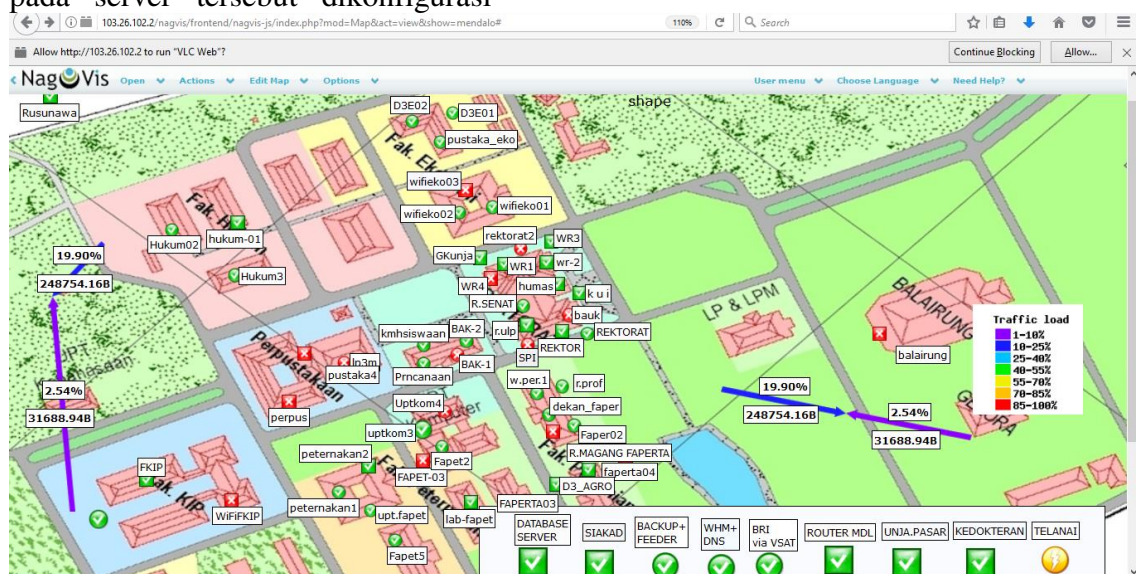 pada server tersebut dikonfigurasi
103.26.102.2/nagvis/frontend/nagvis-js/index.php?mod=Map&act=view&show=mendalo# 110% Search
Allow http://103.26.102.2 to run "VLC Web"? Continue Blocking Allow...
NagVis Open Actions Edit Map Options User menu Choose Language Need Help?
Rusunawa
shape
D3E02
D3E01
pustaka_eko
Fak.
wifieko03
wifieko02
wifieko01
Fak.
Hukum02
hukum-01
Hukum3
19.90%
248754.16B
2.54%
31688.94B
rektorat2
WR3
GKunja
WR1
wr-2
WR4
humas
k u i
R.SENAT
bauk
kmhsiswaan
BAK-2
r.ulp
REKTOR
REKTORAT
SPI
Prncanaan
BAK-1
Perpustakaan
lp3m
pustaka4
perpus
LP & LPM
BALAIRUNG
balairung
Traffic load
1-10%
10-25%
25-40%
40-55%
55-70%
70-85%
85-100%
19.90%
248754.16B
2.54%
31688.94B
w.per.1
r.prof
dekan_faper
Faper02
R.MAGANG FAPERTA
faperta04
D3_AGRO
FAPERTA03
Uptkom4
uptkom3
Fapet2
FAPET-03
peternakan2
peternakan1
upt.fapet
lab-fapet
Fapet5
FKIP
Fak. KIP
WiFiFKIP
DATABASE SERVER
SIAKAD
BACKUP+ FEEDER
WHM+ DNS
BRI via VSAT
ROUTER MDL
UNJA.PASAR
KEDOKTERAN
TELANAI